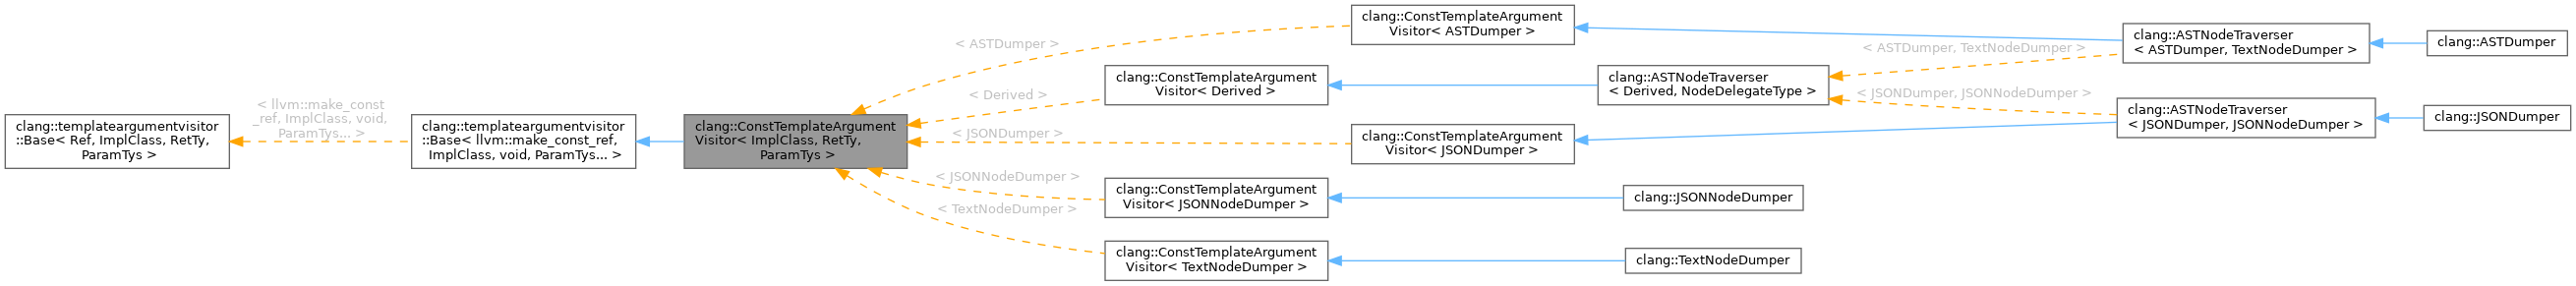 clang::templateargumentvisitor
::Base< Ref, ImplClass, RetTy,
ParamTys >
< llvm::make_const
_ref, ImplClass, void,
ParamTys... >
clang::templateargumentvisitor
::Base< llvm::make_const_ref,
ImplClass, void, ParamTys... >
clang::ConstTemplateArgument
Visitor< ImplClass, RetTy,
ParamTys >
< ASTDumper >
< Derived >
< JSONDumper >
< JSONNodeDumper >
< TextNodeDumper >
clang::ConstTemplateArgument
Visitor< ASTDumper >
clang::ConstTemplateArgument
Visitor< Derived >
clang::ConstTemplateArgument
Visitor< JSONDumper >
clang::ConstTemplateArgument
Visitor< JSONNodeDumper >
clang::ConstTemplateArgument
Visitor< TextNodeDumper >
clang::ASTNodeTraverser
< Derived, NodeDelegateType >
clang::JSONNodeDumper
clang::TextNodeDumper
< ASTDumper, TextNodeDumper >
< JSONDumper, JSONNodeDumper >
clang::ASTNodeTraverser
< ASTDumper, TextNodeDumper >
clang::ASTNodeTraverser
< JSONDumper, JSONNodeDumper >
clang::ASTDumper
clang::JSONDumper